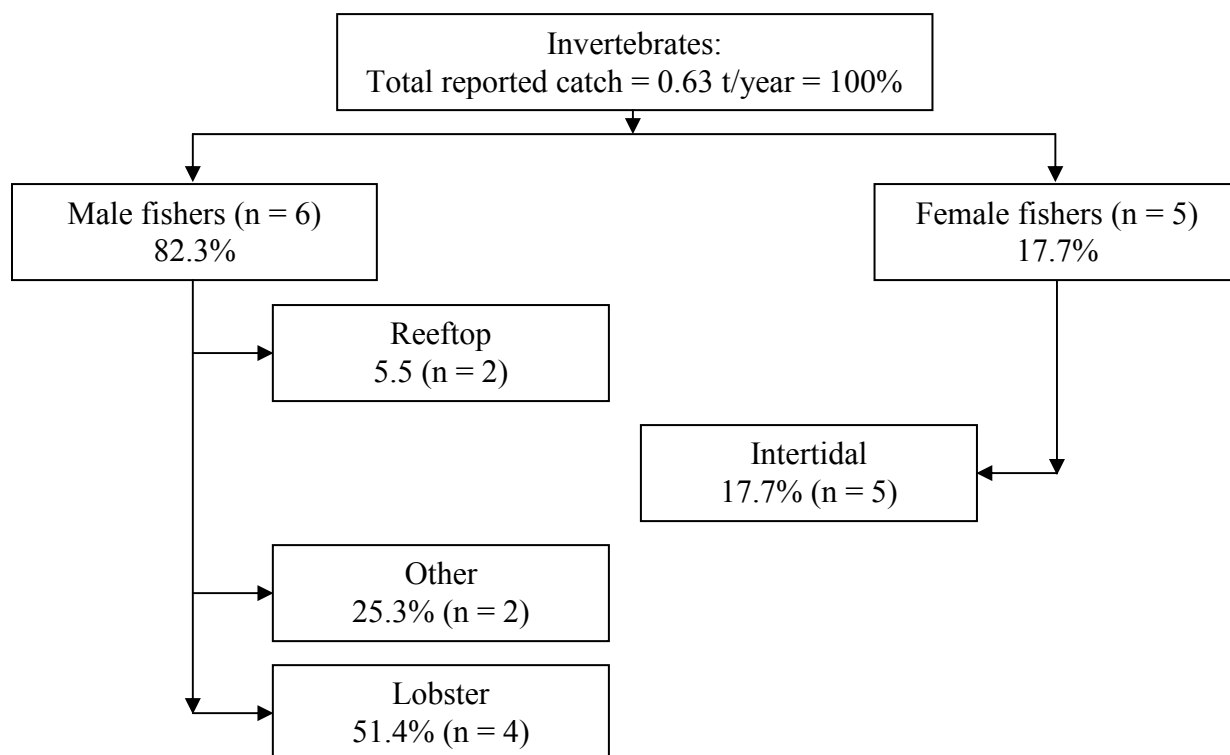 Invertebrates:
Total reported catch = 0.63 t/year = 100%
Male fishers (n = 6)
82.3%
Female fishers (n = 5)
17.7%
Reeftop
5.5 (n = 2)
Intertidal
17.7% (n = 5)
Other
25.3% (n = 2)
Lobster
51.4% (n = 4)